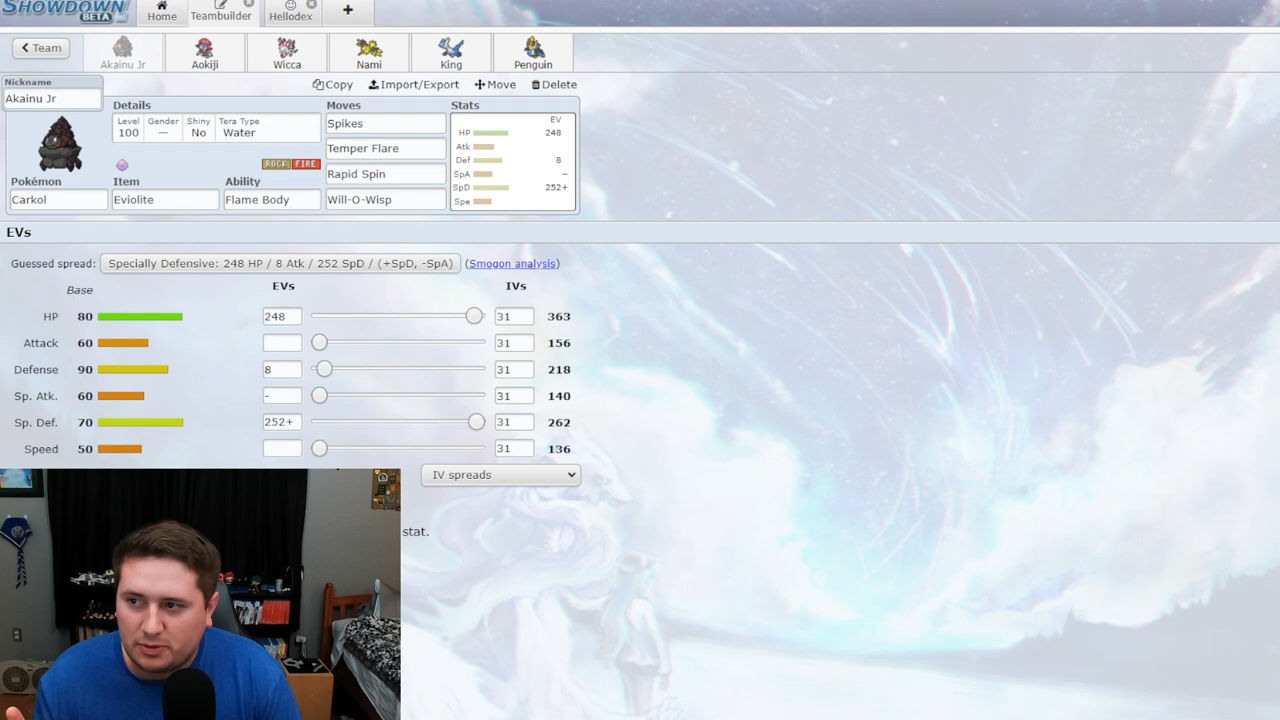 SHOWDOWN
BETA
Home
Teambuilder
Hellodex
+
Team
Akainu Jr
Aokiji
Wicca
Nami
King
Penguin
Nickname
Akainu Jr
Copy
Import/Export
Move
Delete
Details
Level
100
Gender
—
Shiny
No
Tera Type
Water
ROCK FIRE
Pokémon
Carkol
Item
Eviolite
Ability
Flame Body
Moves
Spikes
Temper Flare
Rapid Spin
Will-O-Wisp
Stats
EV
HP 248
Atk
Def 8
SpA –
SpD 252+
Spe
EVs
Guessed spread: Specially Defensive: 248 HP / 8 Atk / 252 SpD / (+SpD, -SpA) (Smogon analysis)
Base EVs IVs
HP 80 248 31 363
Attack 60 31 156
Defense 90 8 31 218
Sp. Atk. 60 - 31 140
Sp. Def. 70 252+ 31 262
Speed 50 31 136
IV spreads
stat.